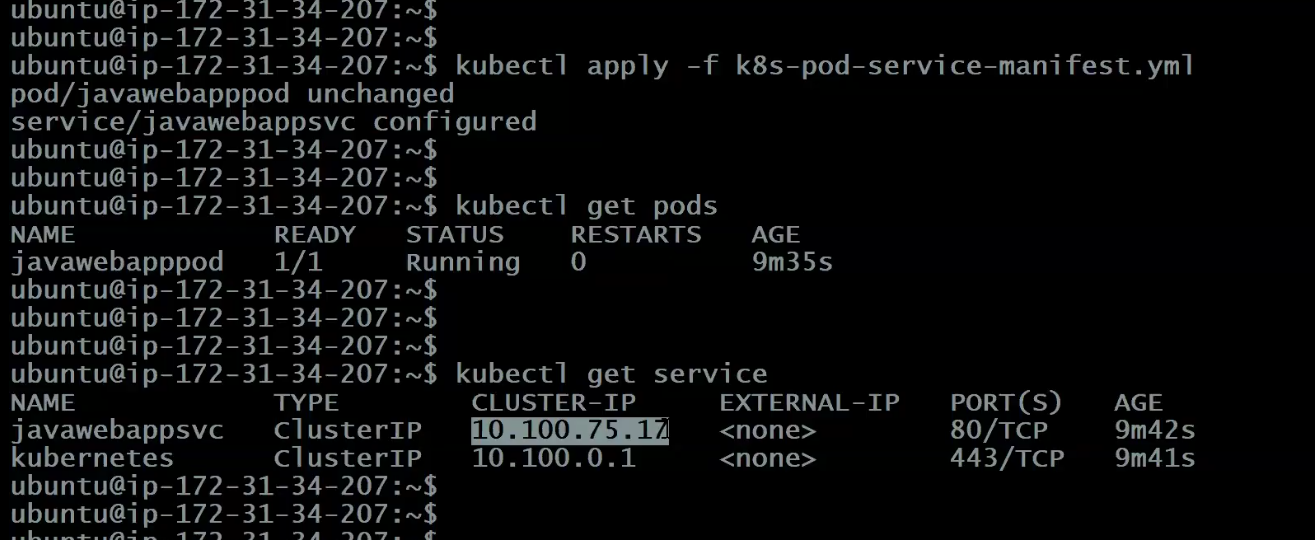 ubuntu@ip-172-31-34-207:~$
ubuntu@ip-172-31-34-207:~$
ubuntu@ip-172-31-34-207:~$ kubectl apply -f k8s-pod-service-manifest.yml
pod/javawebapppod unchanged
service/javawebappsvc configured
ubuntu@ip-172-31-34-207:~$
ubuntu@ip-172-31-34-207:~$
ubuntu@ip-172-31-34-207:~$ kubectl get pods
NAME READY STATUS RESTARTS AGE
javawebapppod 1/1 Running 0 9m35s
ubuntu@ip-172-31-34-207:~$
ubuntu@ip-172-31-34-207:~$
ubuntu@ip-172-31-34-207:~$
ubuntu@ip-172-31-34-207:~$ kubectl get service
NAME TYPE CLUSTER-IP EXTERNAL-IP PORT(S) AGE
javawebappsvc ClusterIP 10.100.75.17 <none> 80/TCP 9m42s
kubernetes ClusterIP 10.100.0.1 <none> 443/TCP 9m41s
ubuntu@ip-172-31-34-207:~$
ubuntu@ip-172-31-34-207:~$
ubuntu@ip-172-31-34-207:~$